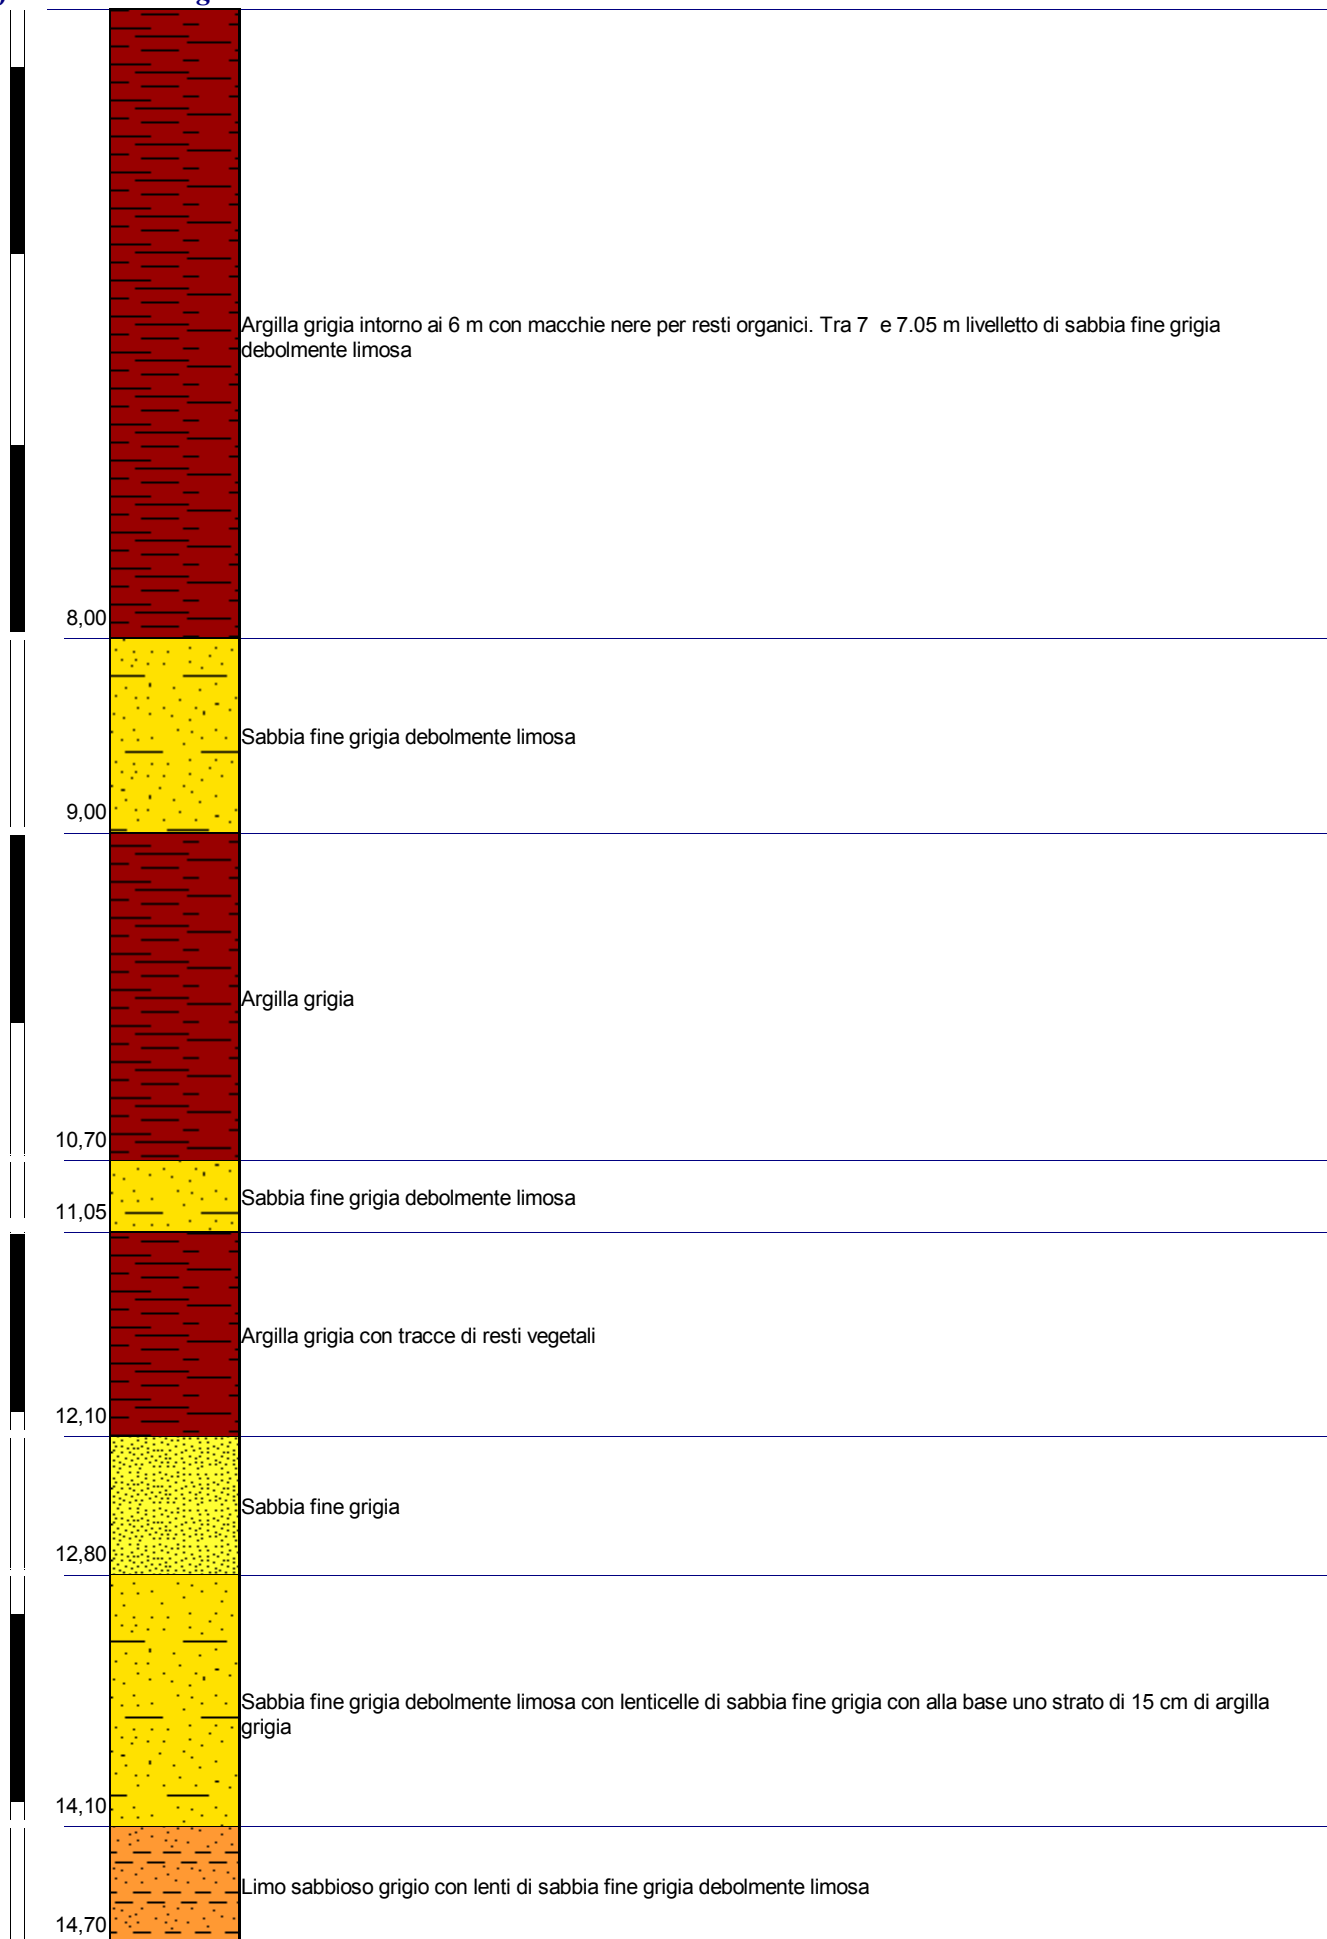 Argilla grigia intorno ai 6 m con macchie nere per resti organici. Tra 7 e 7.05 m livelletto di sabbia fine grigia
debolmente limosa
8,00
Sabbia fine grigia debolmente limosa
9,00
Argilla grigia
10,70
Sabbia fine grigia debolmente limosa
11,05
Argilla grigia con tracce di resti vegetali
12,10
Sabbia fine grigia
12,80
Sabbia fine grigia debolmente limosa con lenticelle di sabbia fine grigia con alla base uno strato di 15 cm di argilla
grigia
14,10
Limo sabbioso grigio con lenti di sabbia fine grigia debolmente limosa
14,70